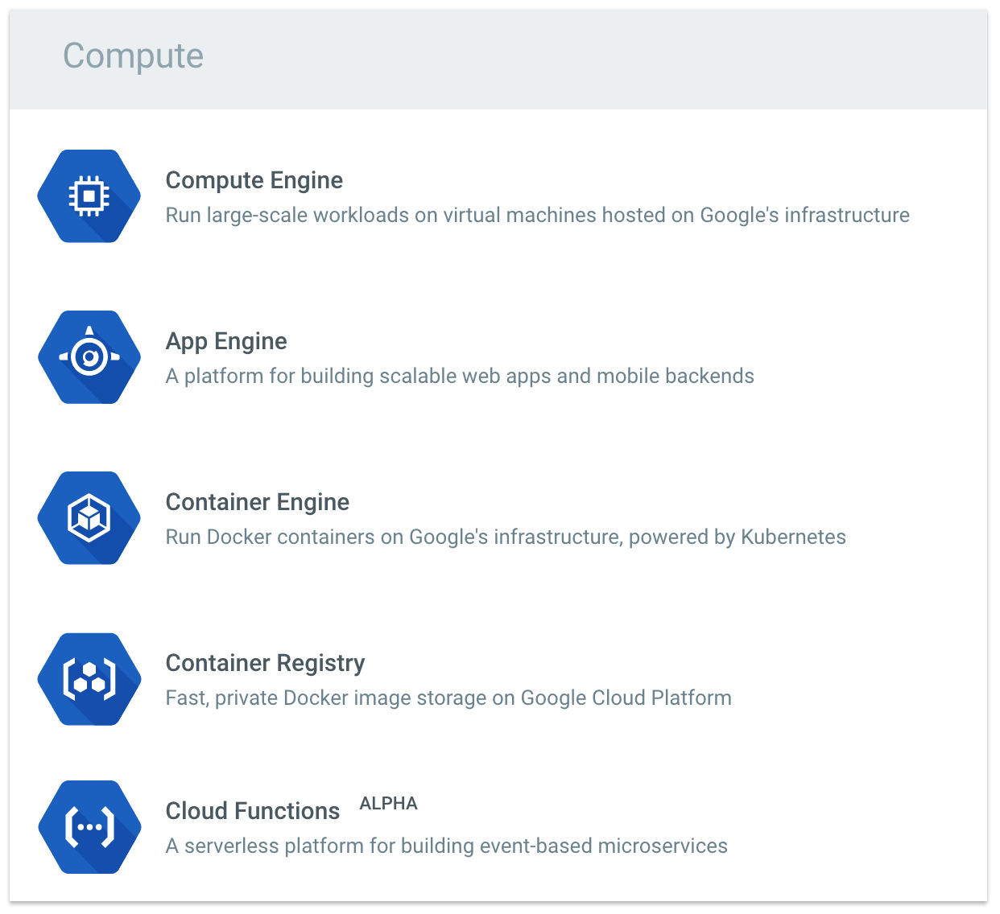 Compute
Compute Engine
Run large-scale workloads on virtual machines hosted on Google's infrastructure
App Engine
A platform for building scalable web apps and mobile backends
Container Engine
Run Docker containers on Google's infrastructure, powered by Kubernetes
Container Registry
Fast, private Docker image storage on Google Cloud Platform
Cloud Functions ALPHA
A serverless platform for building event-based microservices